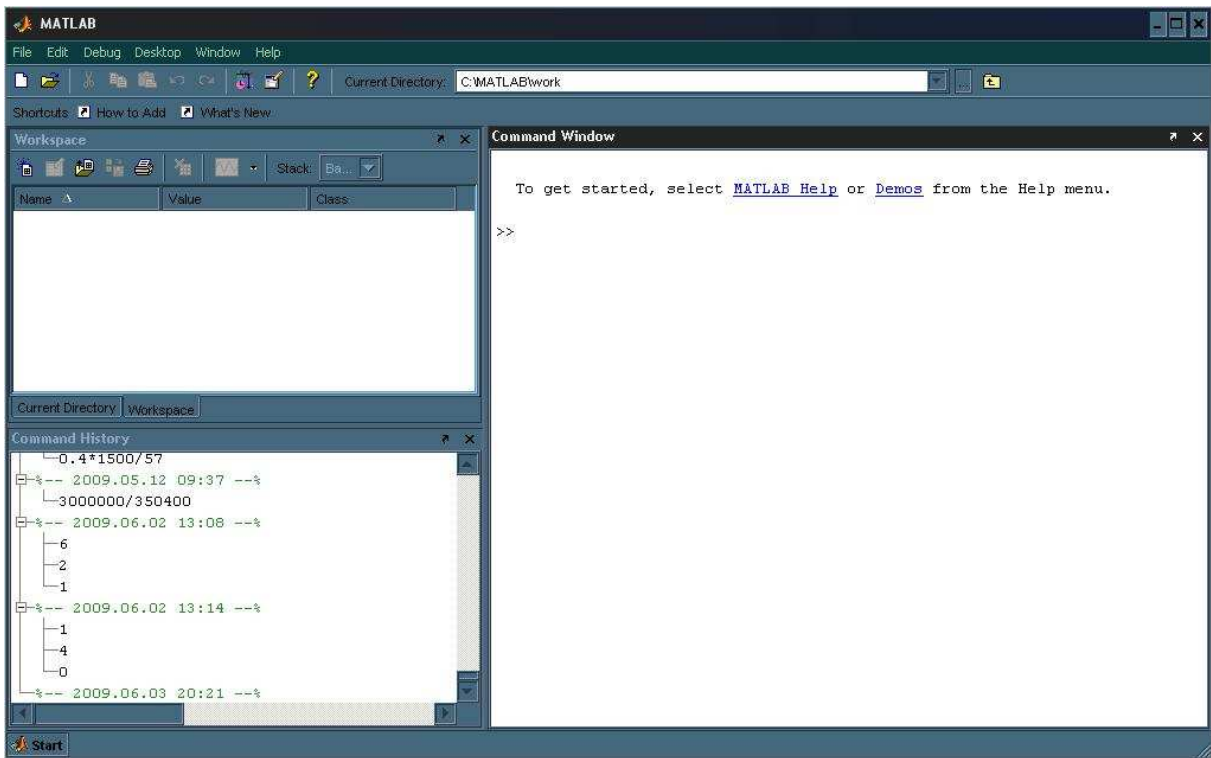 MATLAB
File Edit Debug Desktop Window Help
Current Directory: C:\MATLAB\work
Shortcuts How to Add What's New
Workspace
Stack: Ba...
Name Value Class
Current Directory Workspace
Command History
0.4*1500/57
%-- 2009.05.12 09:37 --%
3000000/350400
%-- 2009.06.02 13:08 --%
6
2
1
%-- 2009.06.02 13:14 --%
1
4
0
%-- 2009.06.03 20:21 --%
Command Window
To get started, select MATLAB Help or Demos from the Help menu.
>>
Start